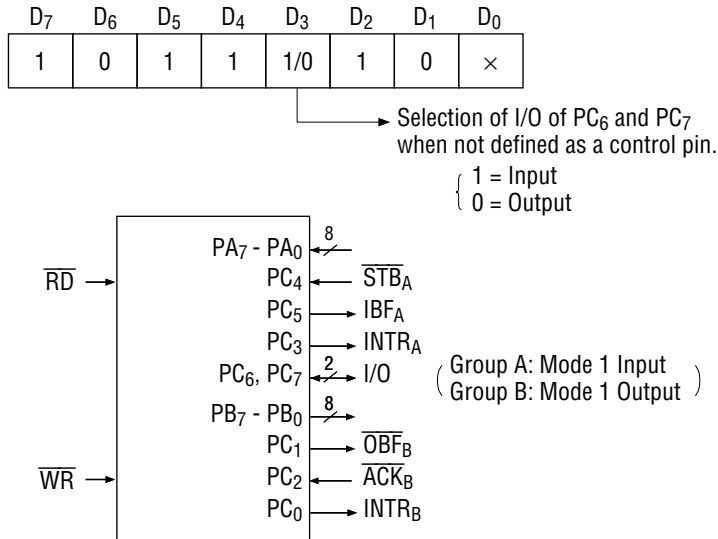 D7 D6 D5 D4 D3 D2 D1 D0
1 0 1 1 1/0 1 0 ×
Selection of I/O of PC6 and PC7
when not defined as a control pin.
1 = Input
0 = Output
PA7 - PA0 8
RD PC4 STBA
PC5 IBFA
PC3 INTRA
PC6, PC7 2 I/O
(Group A: Mode 1 Input
Group B: Mode 1 Output)
PB7 - PB0 8
PC1 OBFB
WR PC2 ACKB
PC0 INTRB